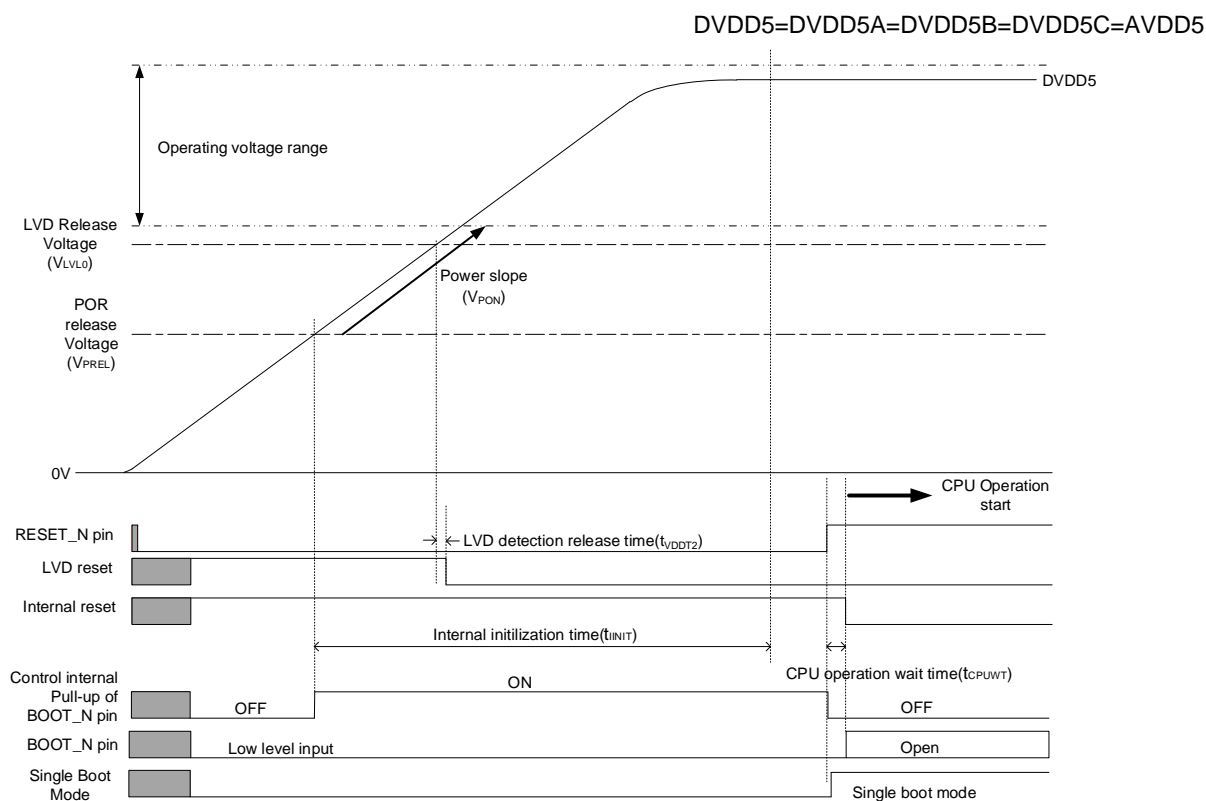 DVDD5=DVDD5A=DVDD5B=DVDD5C=AVDD5
DVDD5
Operating voltage range
LVD Release
Voltage
(VLVL0)
Power slope
(VPON)
POR
release
Voltage
(VPREL)
0V
CPU Operation
start
RESET_N pin
LVD detection release time(tVDDT2)
LVD reset
Internal reset
Internal initilization time(tIINIT)
CPU operation wait time(tCPUWT)
Control internal
Pull-up of
BOOT_N pin
OFF
ON
OFF
BOOT_N pin
Low level input
Open
Single Boot
Mode
Single boot mode